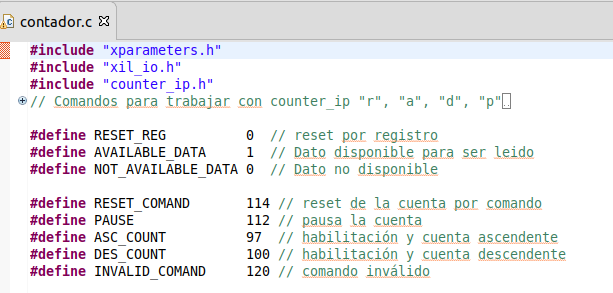 contador.c
#include "xparameters.h"
#include "xil_io.h"
#include "counter_ip.h"
// Comandos para trabajar con counter_ip "r", "a", "d", "p"..
#define RESET_REG 0 // reset por registro
#define AVAILABLE_DATA 1 // Dato disponible para ser leido
#define NOT_AVAILABLE_DATA 0 // Dato no disponible
#define RESET_COMAND 114 // reset de la cuenta por comando
#define PAUSE 112 // pausa la cuenta
#define ASC_COUNT 97 // habilitación y cuenta ascendente
#define DES_COUNT 100 // habilitación y cuenta descendente
#define INVALID_COMAND 120 // comando inválido